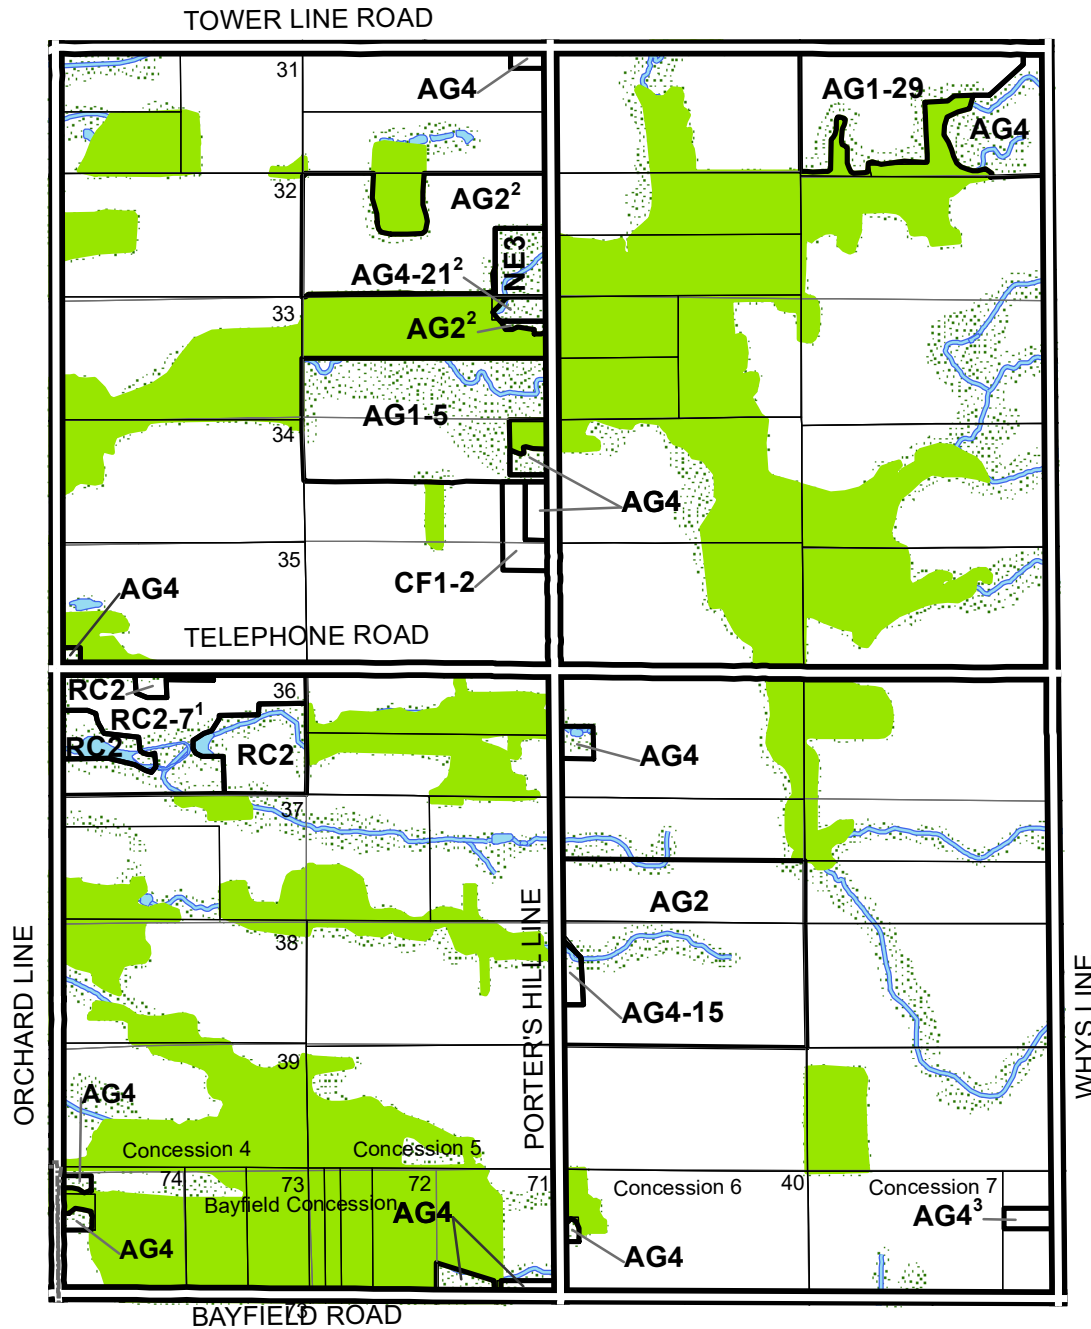 TOWER LINE ROAD
31
AG4
AG1-29
AG4
32
AG2²
NE3
AG4-21²
33
AG2²
AG1-5
34
AG4
35
CF1-2
AG4
TELEPHONE ROAD
RC2
36
RC2-7¹
RC2
RC2
AG4
37
AG2
38
ORCHARD LINE
PORTER'S HILL LINE
WHYS LINE
AG4-15
39
AG4
Concession 4
Concession 5
74
73
72
71
Concession 6
40
Concession 7
Bayfield Concession
AG4
AG4³
AG4
AG4
73
BAYFIELD ROAD